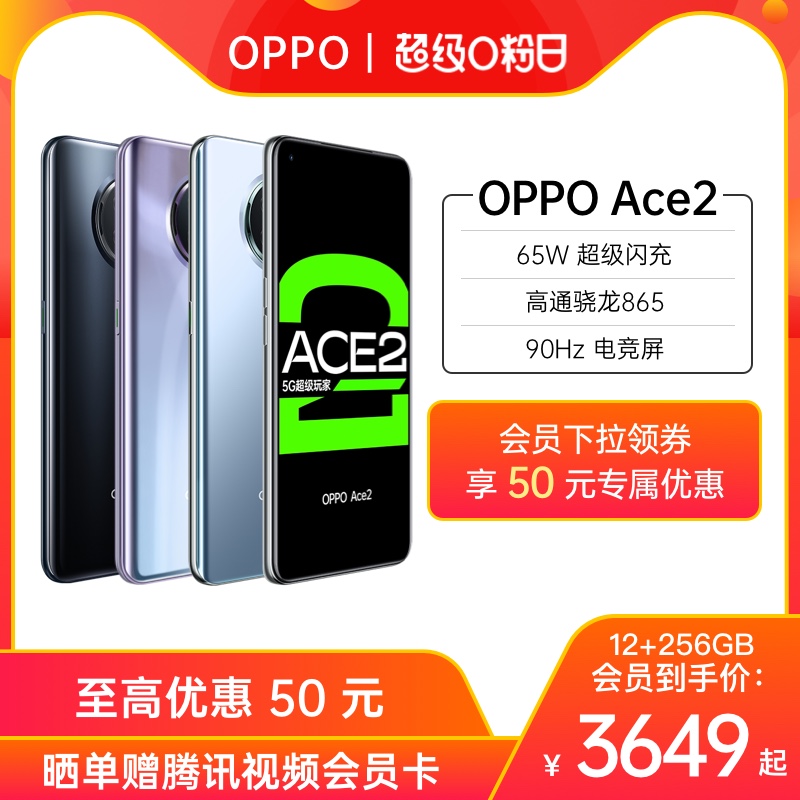 OPPO | 超级O粉日
OPPO Ace2
65W 超级闪充
高通骁龙865
90Hz 电竞屏
ACE2
5G超级玩家
OPPO Ace2
会员下拉领券
享 50 元专属优惠
12+256GB
会员到手价：
¥ 3649 起
至高优惠 50 元
晒单赠腾讯视频会员卡